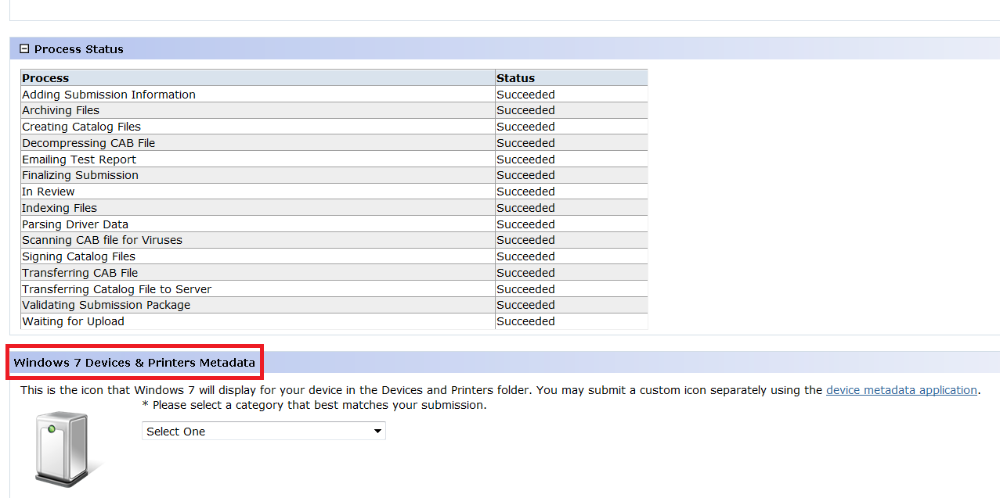 Process Status
Process Status
Adding Submission Information Succeeded
Archiving Files Succeeded
Creating Catalog Files Succeeded
Decompressing CAB File Succeeded
Emailing Test Report Succeeded
Finalizing Submission Succeeded
In Review Succeeded
Indexing Files Succeeded
Parsing Driver Data Succeeded
Scanning CAB file for Viruses Succeeded
Signing Catalog Files Succeeded
Transferring CAB File Succeeded
Transferring Catalog File to Server Succeeded
Validating Submission Package Succeeded
Waiting for Upload Succeeded
Windows 7 Devices & Printers Metadata
This is the icon that Windows 7 will display for your device in the Devices and Printers folder. You may submit a custom icon separately using the device metadata application.
* Please select a category that best matches your submission.
Select One